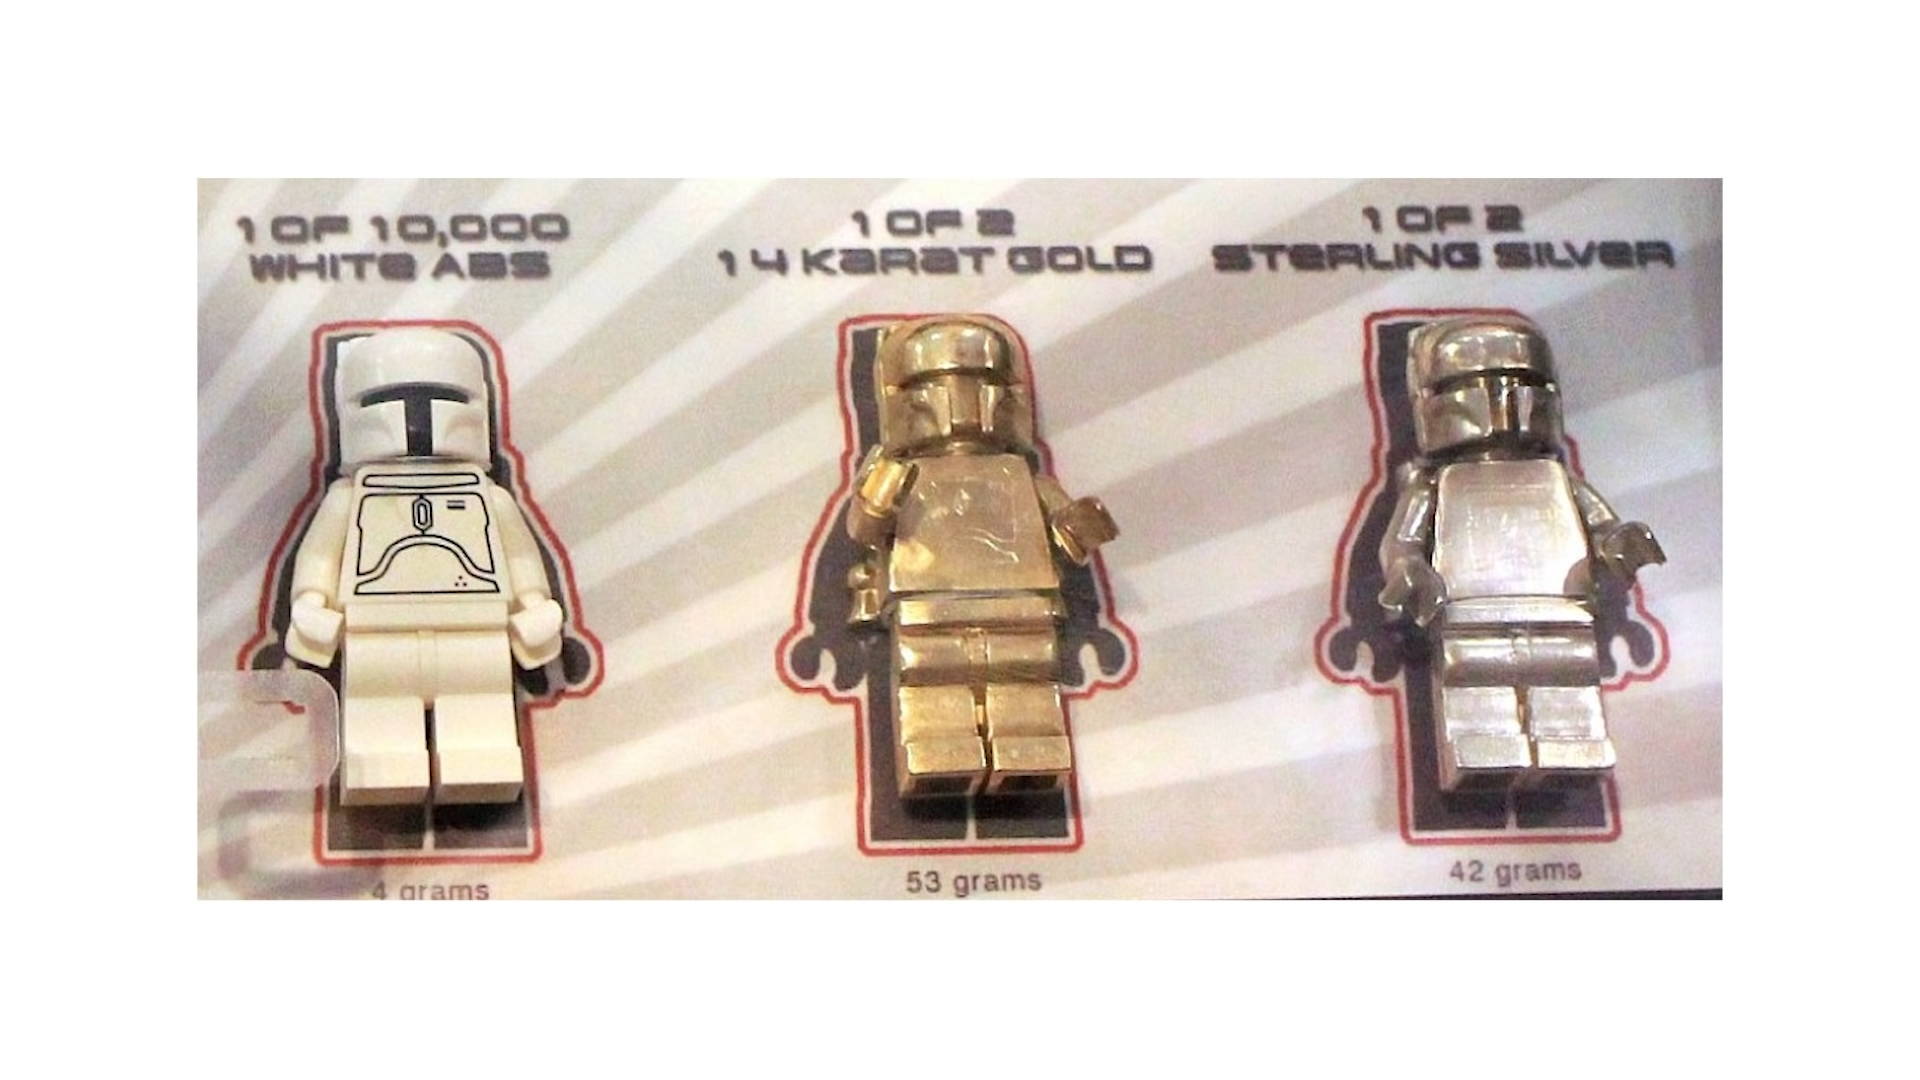 1 OF 10,000
WHITE ABS
4 grams
1 OF 2
14 KARAT GOLD
53 grams
1 OF 2
STERLING SILVER
42 grams